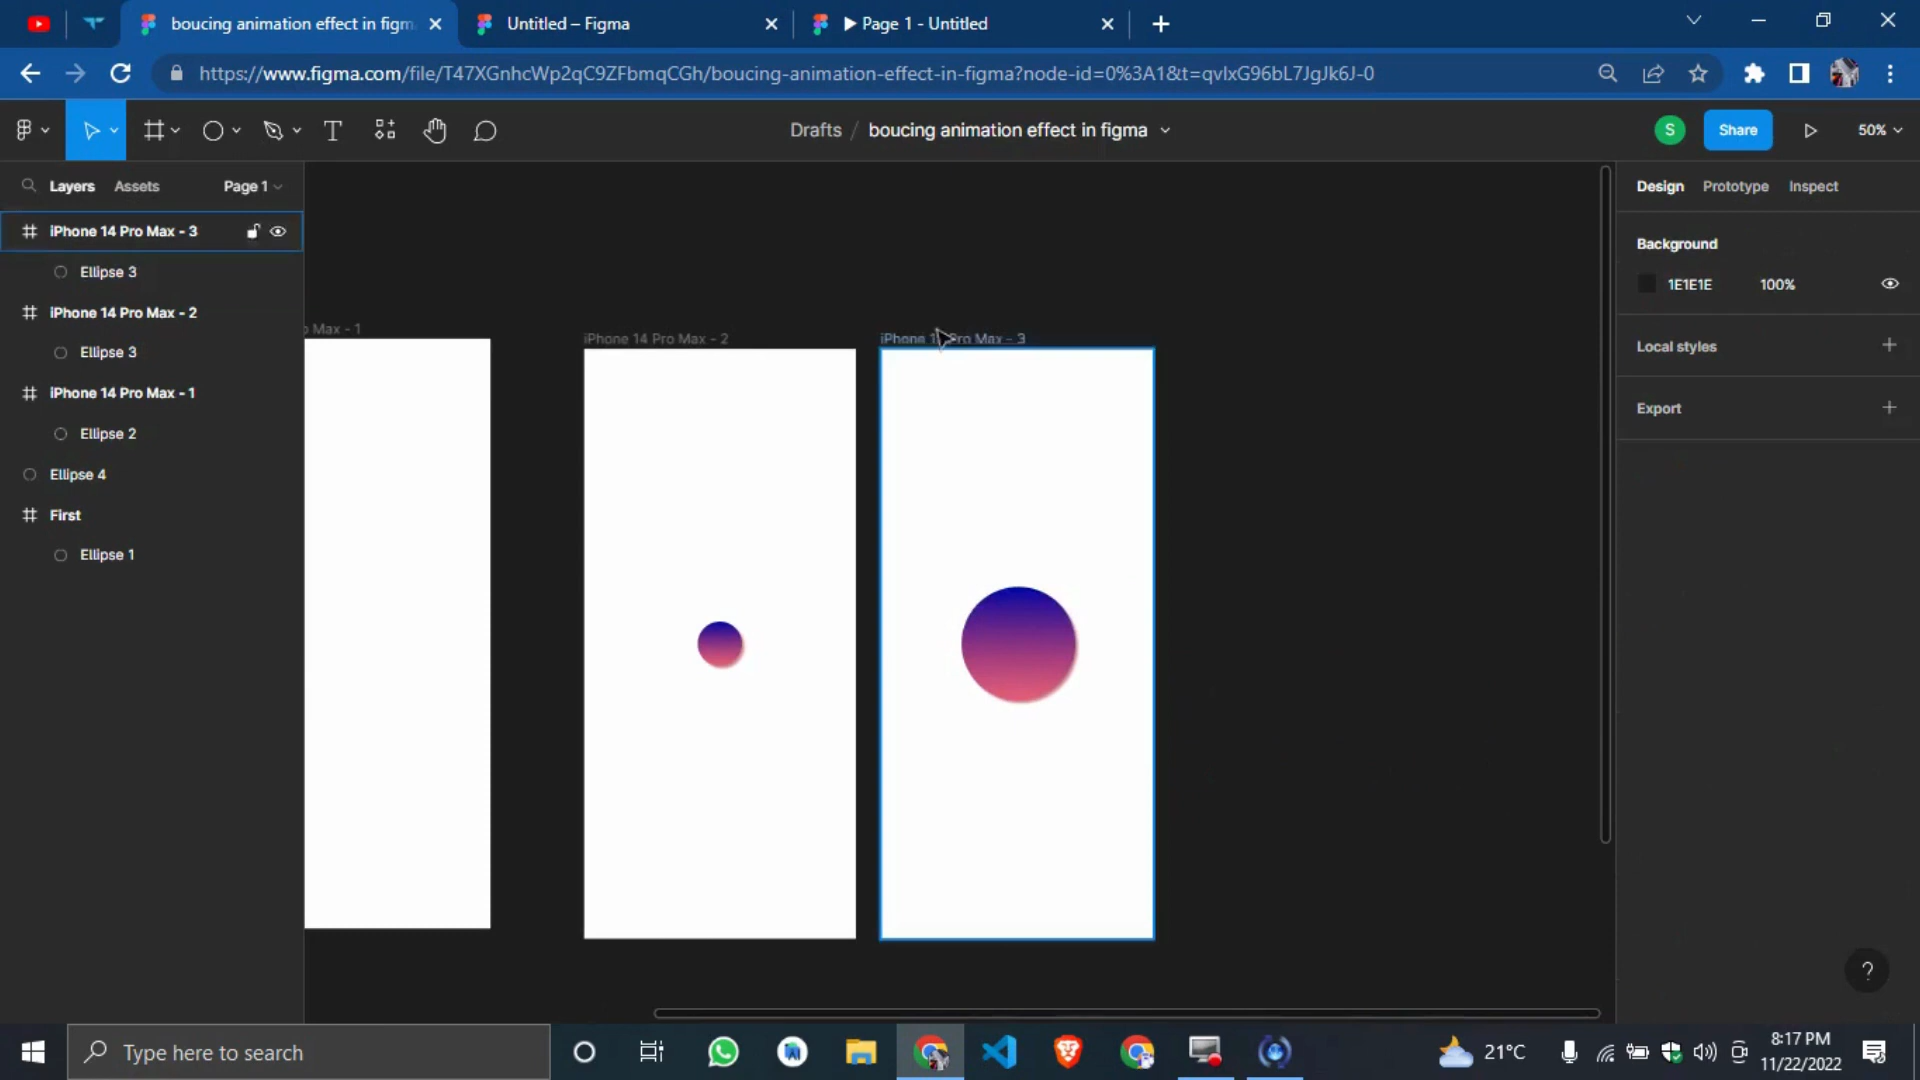 boucing animation effect in figm
Untitled – Figma
▶ Page 1 - Untitled
https://www.figma.com/file/T47XGnhcWp2qC9ZFbmqCGh/boucing-animation-effect-in-figma?node-id=0%3A1&t=qvlxG96bL7JgJk6J-0
Drafts / boucing animation effect in figma
S
Share
50%
Layers
Assets
Page 1
Design
Prototype
Inspect
iPhone 14 Pro Max - 3
Ellipse 3
iPhone 14 Pro Max - 2
Ellipse 3
iPhone 14 Pro Max - 1
Ellipse 2
Ellipse 4
First
Ellipse 1
Max - 1
iPhone 14 Pro Max - 2
iPhone 1 Pro Max - 3
Background
1E1E1E 100%
Local styles
Export
?
Type here to search
21°C
8:17 PM
11/22/2022